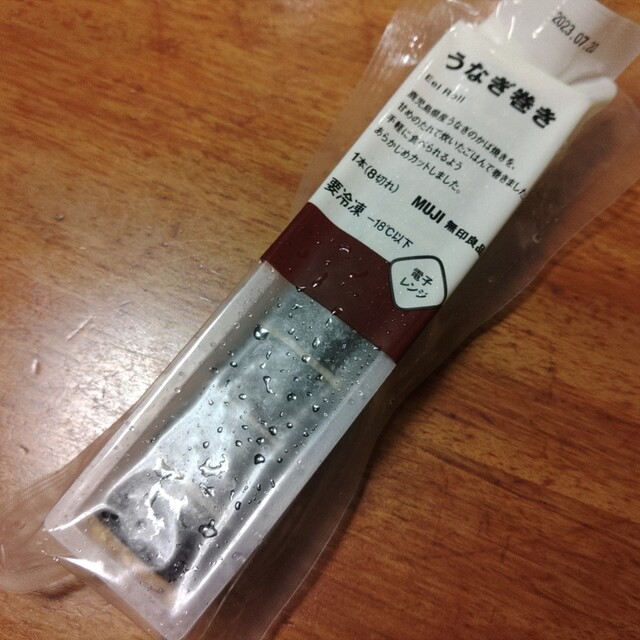 2023.07.20
うなぎ巻き
Eel Roll
鹿児島県産うなぎのかば焼きを、
甘めのたれで炊いたごはんで巻きました。
手軽に食べられるよう
あらかじめカットしました。
1本(8切れ)
要冷凍 -18℃以下
MUJI 無印良品
電子
レンジ